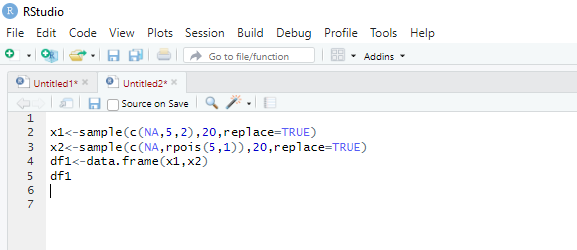 RStudio
File Edit Code View Plots Session Build Debug Profile Tools Help
Go to file/function Addins
Untitled1* Untitled2*
Source on Save
1
2 x1<-sample(c(NA,5,2),20,replace=TRUE)
3 x2<-sample(c(NA,rpois(5,1)),20,replace=TRUE)
4 df1<-data.frame(x1,x2)
5 df1
6
7